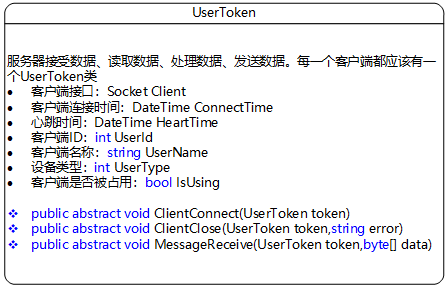 UserToken
服务器接受数据、读取数据、处理数据、发送数据。每一个客户端都应该有一
个UserToken类
● 客户端接口：Socket Client
● 客户端连接时间：DateTime ConnectTime
● 心跳时间：DateTime HeartTime
● 客户端ID：int UserId
● 客户端名称：string UserName
● 设备类型：int UserType
● 客户端是否被占用：bool IsUsing
❖ public abstract void ClientConnect(UserToken token)
❖ public abstract void ClientClose(UserToken token,string error)
❖ public abstract void MessageReceive(UserToken token,byte[] data)